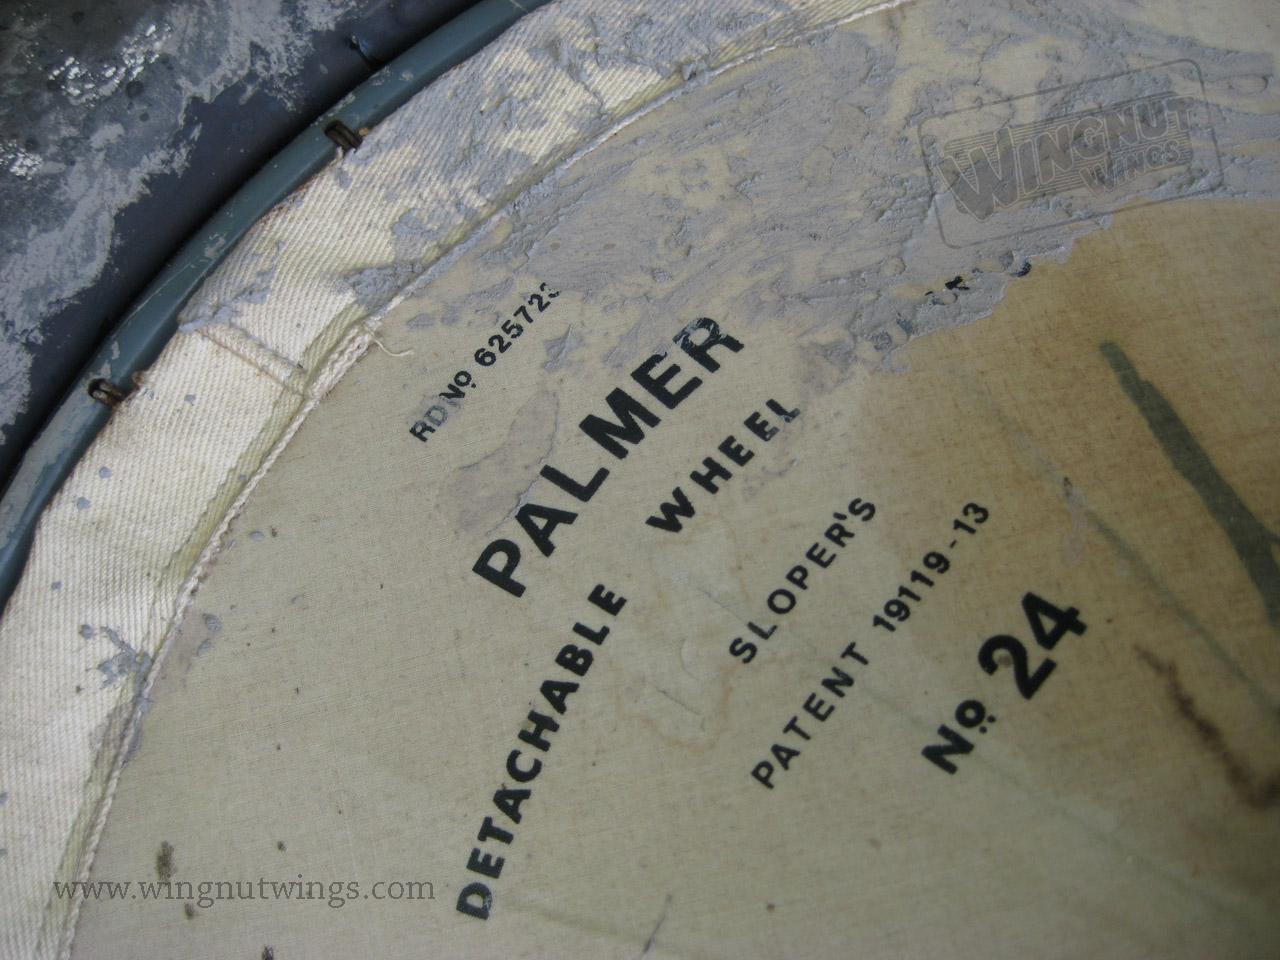 WINGNUT
WINGS
RD No 625723
PALMER
DETACHABLE WHEEL
SLOPER'S
PATENT 19119-13
No 24
www.wingnutwings.com